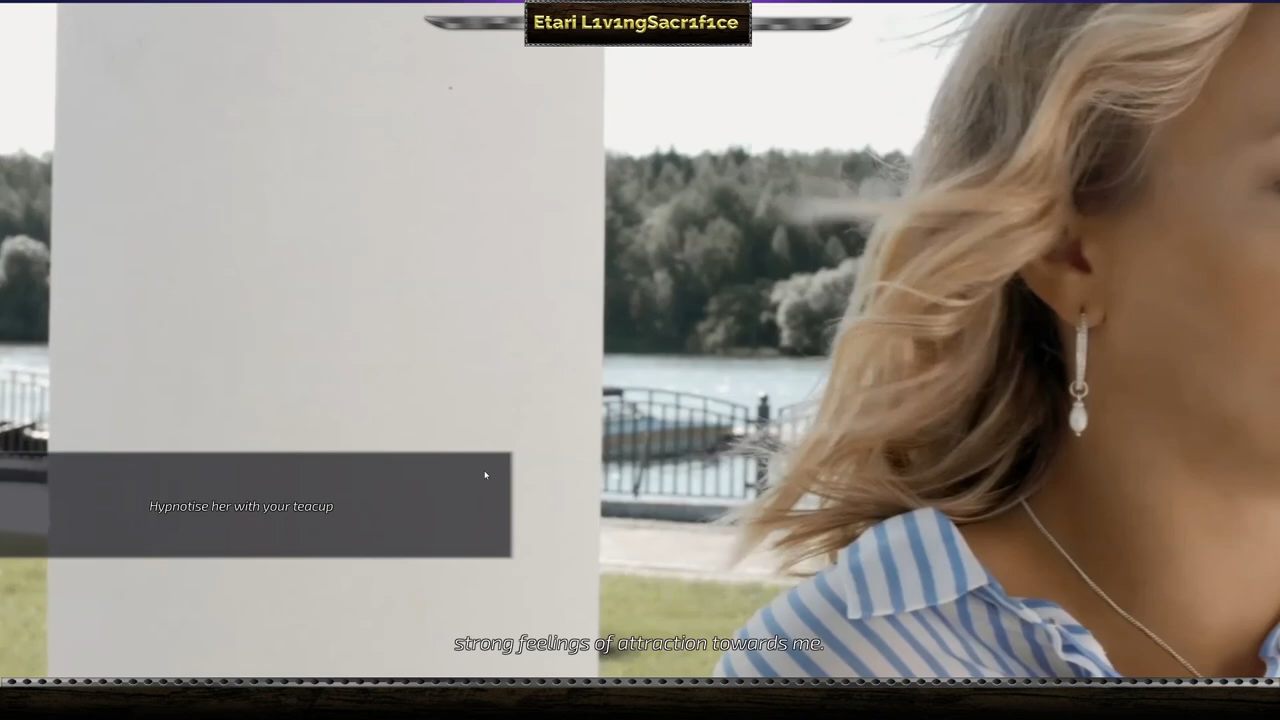 Etari L1v1ngSacr1f1ce
Hypnotise her with your teacup
strong feelings of attraction towards me.